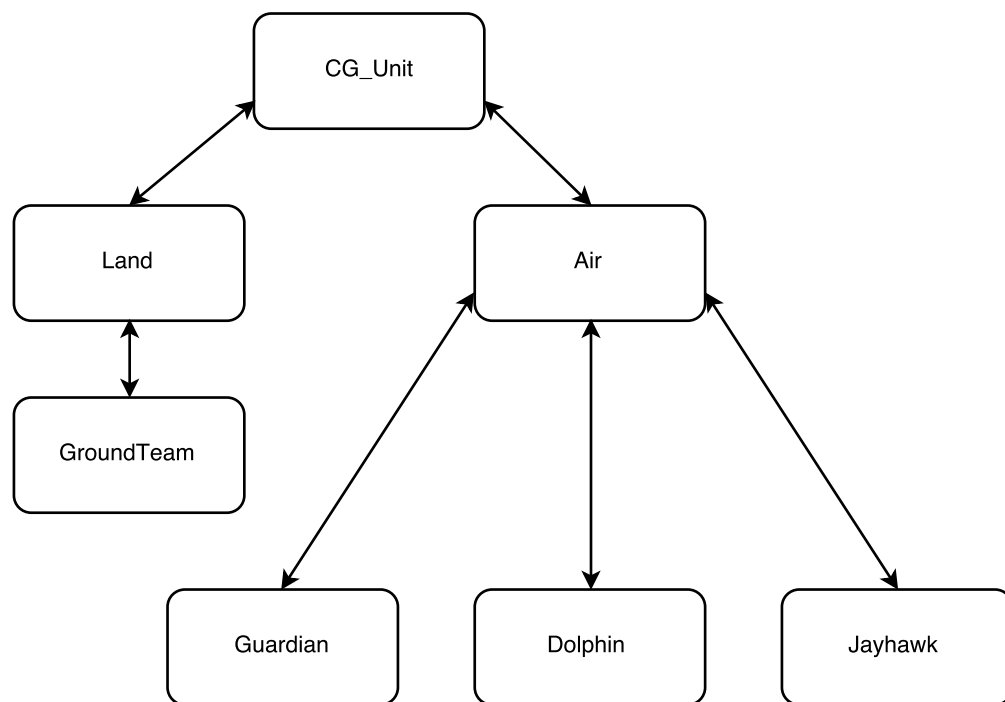 CG_Unit
Land
Air
GroundTeam
Guardian
Dolphin
Jayhawk